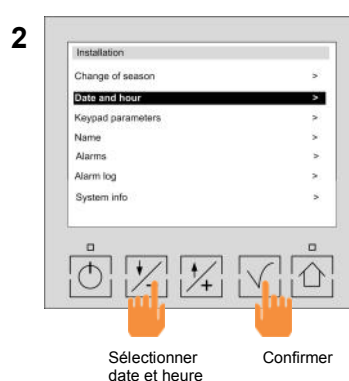 2
Installation
Change of season >
Date and hour >
Keypad parameters >
Name >
Alarms >
Alarm log >
System info >
Sélectionner
date et heure
Confirmer